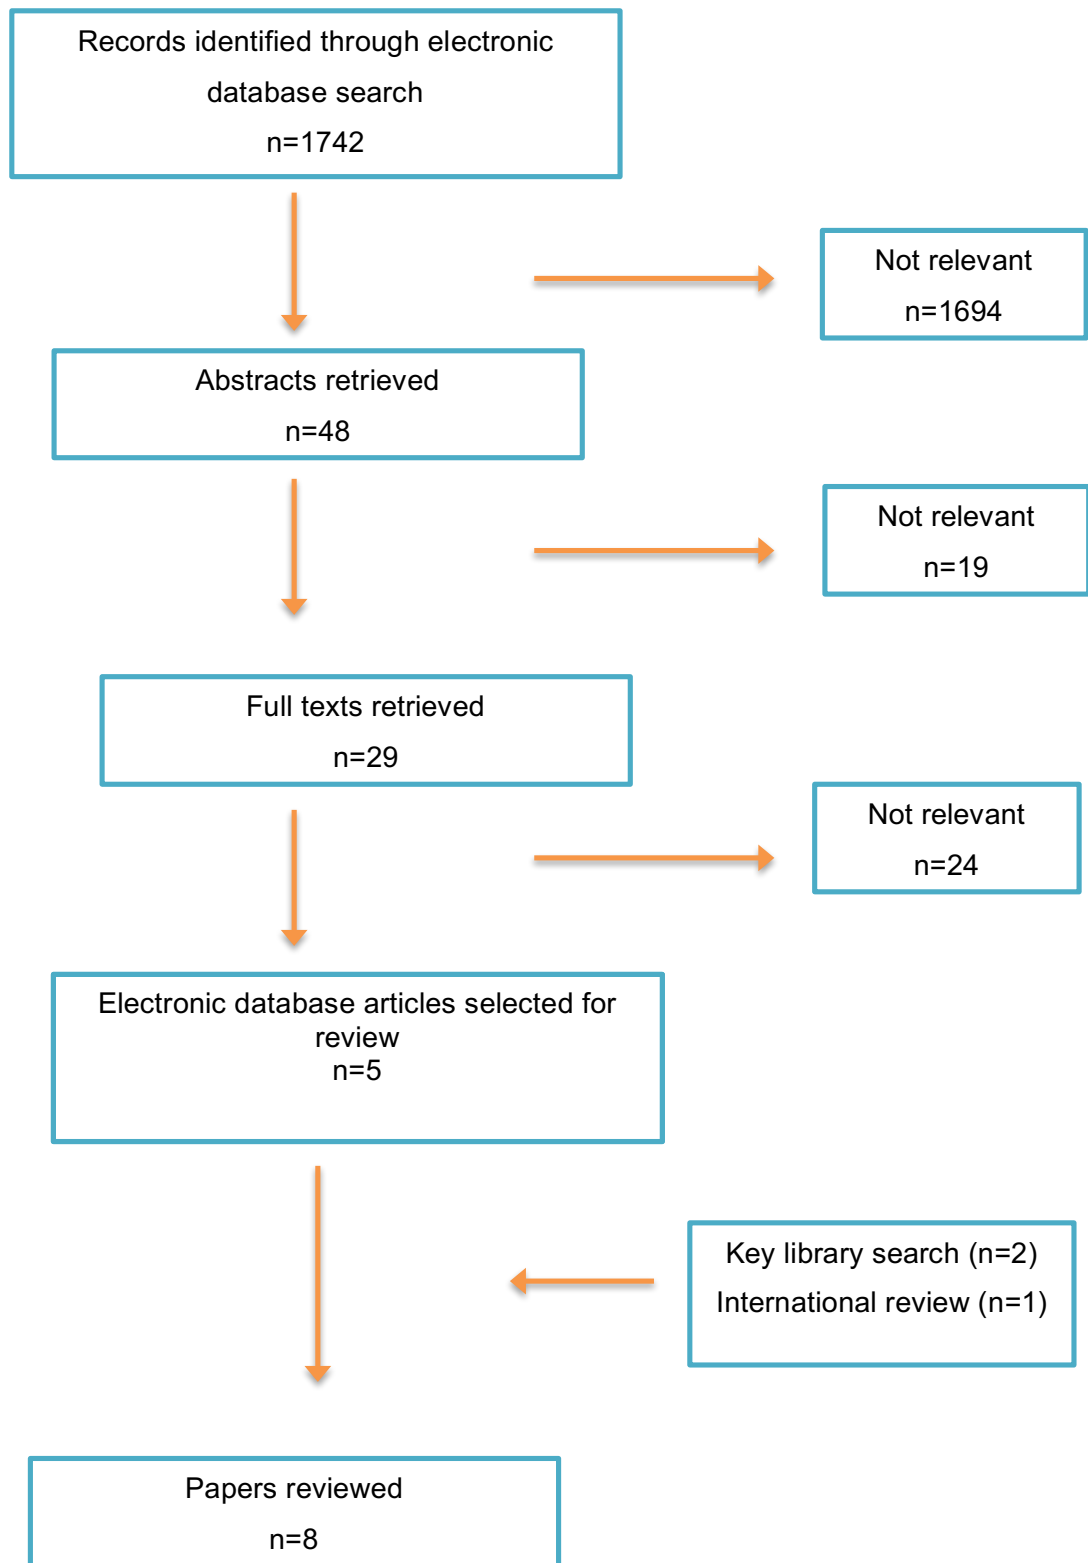 Records identified through electronic
database search
n=1742
Not relevant
n=1694
Abstracts retrieved
n=48
Not relevant
n=19
Full texts retrieved
n=29
Not relevant
n=24
Electronic database articles selected for
review
n=5
Key library search (n=2)
International review (n=1)
Papers reviewed
n=8